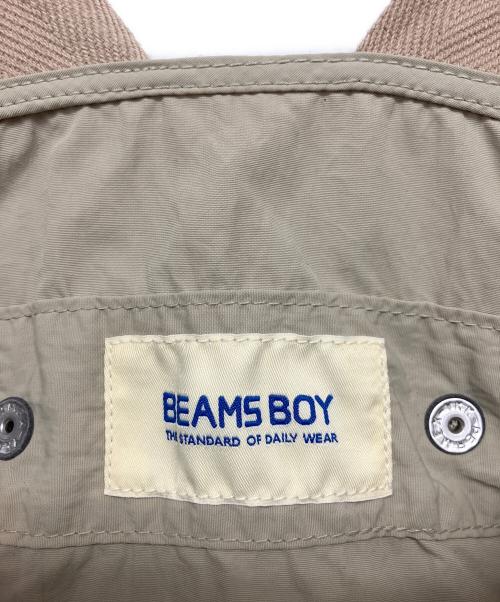 BEAMS BOY
THE STANDARD OF DAILY WEAR